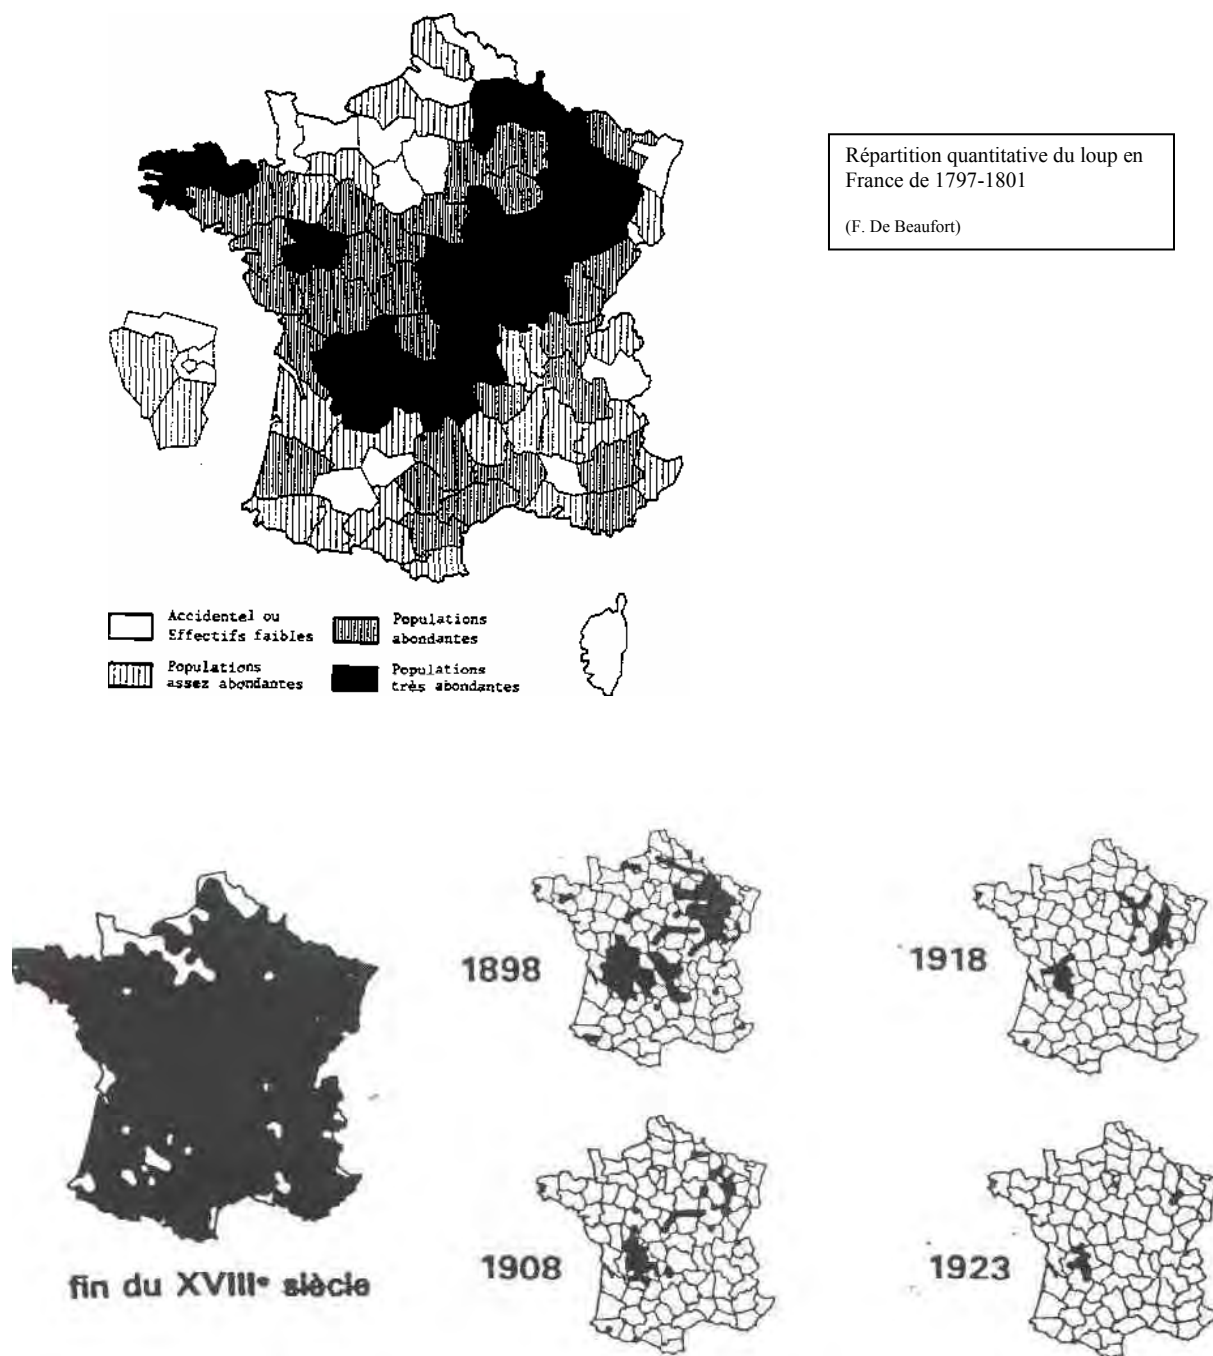 Répartition quantitative du loup en
France de 1797-1801
(F. De Beaufort)
Accidentel ou
Effectifs faibles
Populations
assez abondantes
Populations
abondantes
Populations
très abondantes
fin du XVIIIᵉ siècle
1898
1908
1918
1923